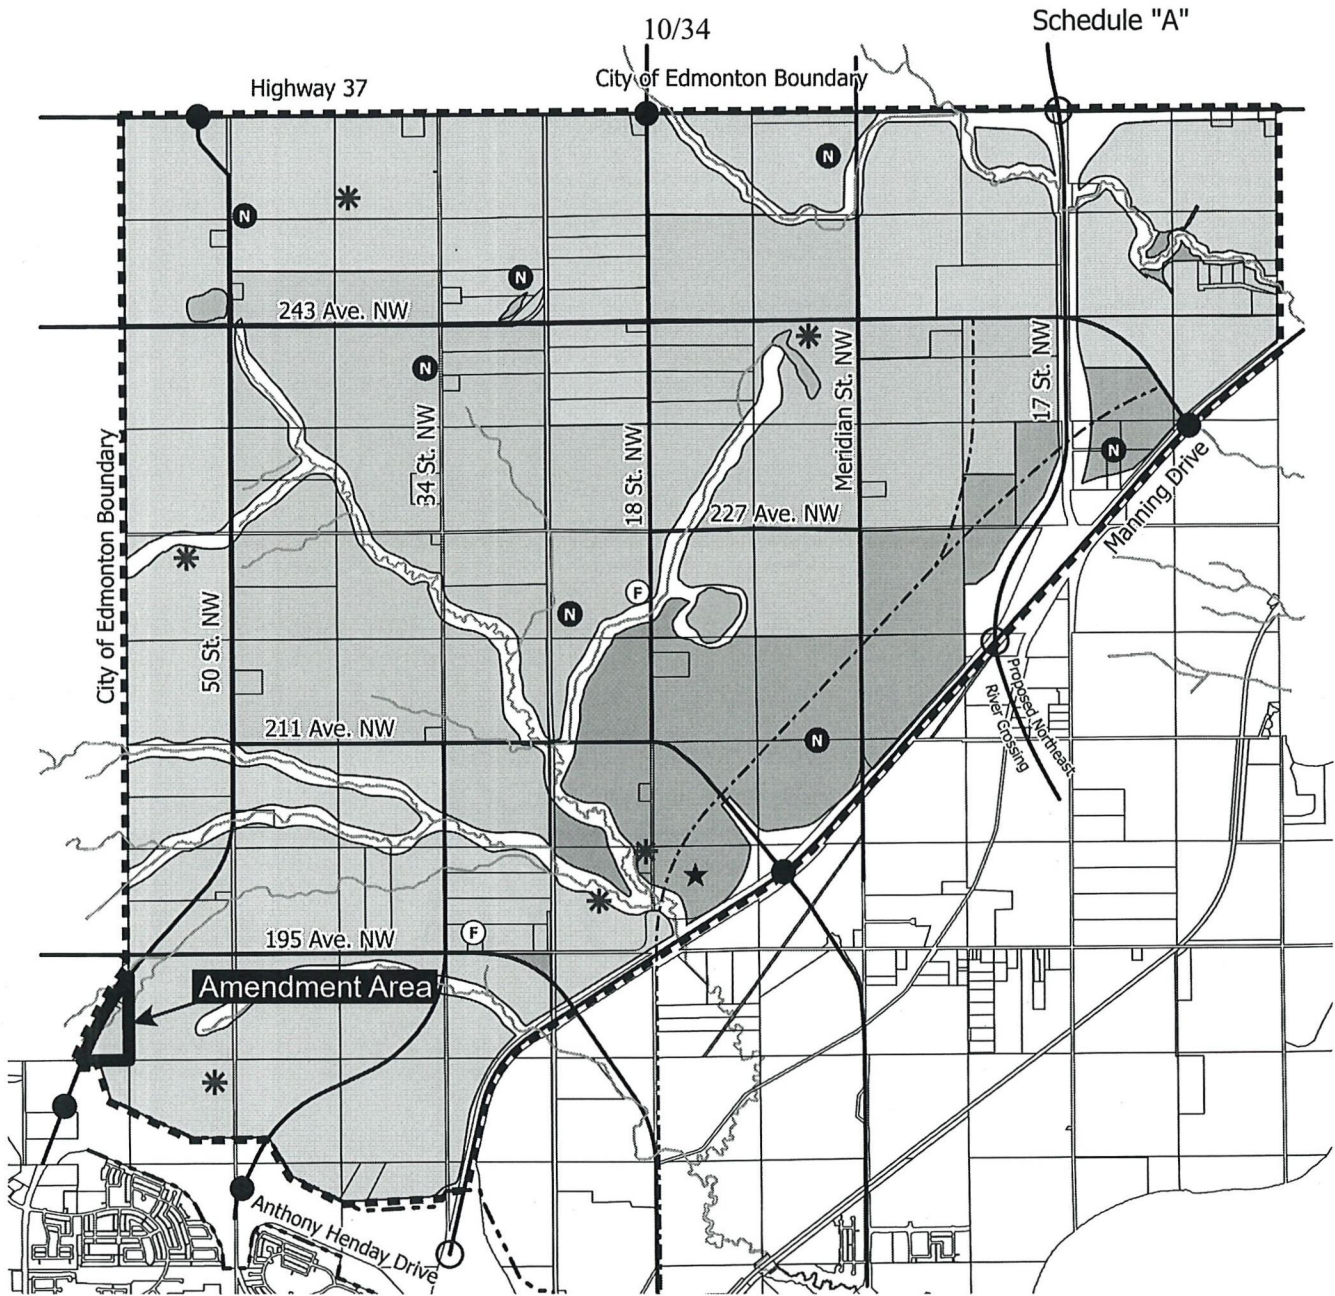 Schedule "A"
10/34
Highway 37
City of Edmonton Boundary
N
N
N
243 Ave. NW
N
34 St. NW
18 St. NW
Meridian St. NW
17 St. NW
N
Manning Drive
City of Edmonton Boundary
227 Ave. NW
50 St. NW
F
N
Proposed Northeast
River Crossing
211 Ave. NW
N
195 Ave. NW
F
Amendment Area
Anthony Henday Drive